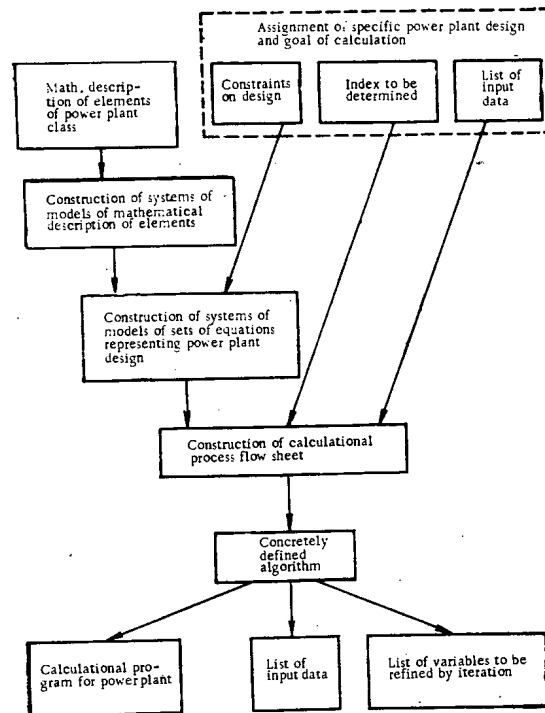 Assignment of specific power plant design
and goal of calculation
Math. descrip-
tion of elements
of power plant
class
Constraints
on design
Index to be
determined
List of
input
data
Construction of systems of
models of mathematical
description of elements
Construction of systems of
models of sets of equations
representing power plant
design
Construction of calculational
process flow sheet
Concretely
defined
algorithm
Calculational pro-
gram for powerplant
List of
input data
List of variables to be
refined by iteration